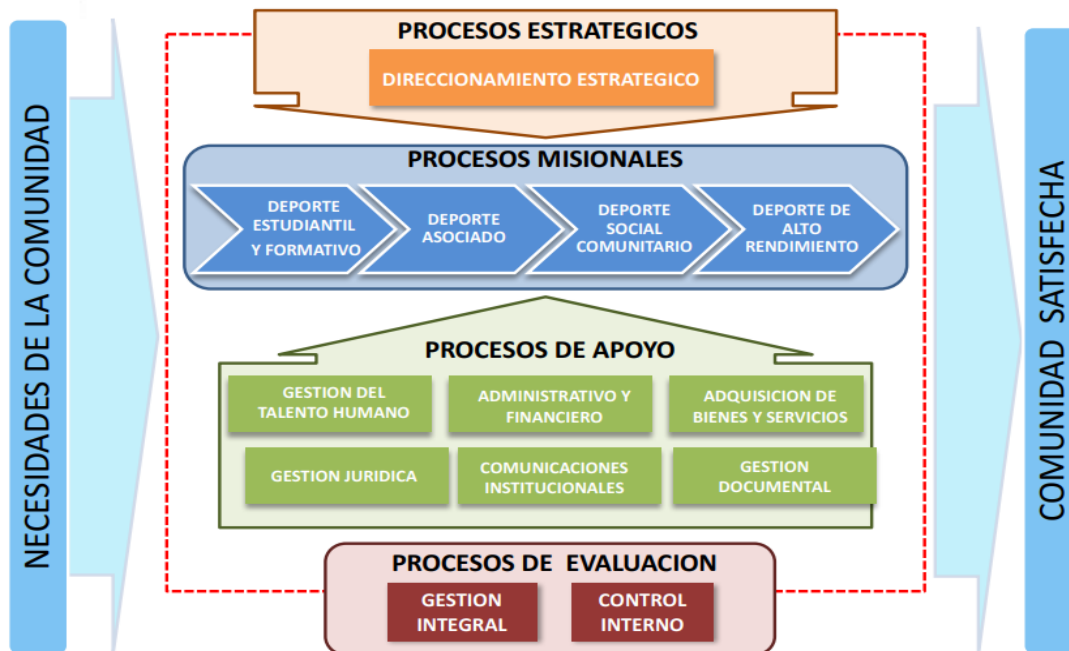 NECESIDADES DE LA COMUNIDAD
PROCESOS ESTRATEGICOS
DIRECCIONAMIENTO ESTRATEGICO
PROCESOS MISIONALES
DEPORTE
ESTUDIANTIL
Y FORMATIVO
DEPORTE
ASOCIADO
DEPORTE
SOCIAL
COMUNITARIO
DEPORTE DE
ALTO
RENDIMIENTO
PROCESOS DE APOYO
GESTION DEL
TALENTO HUMANO
ADMINISTRATIVO Y
FINANCIERO
ADQUISICION DE
BIENES Y SERVICIOS
GESTION JURIDICA
COMUNICACIONES
INSTITUCIONALES
GESTION
DOCUMENTAL
PROCESOS DE EVALUACION
GESTION
INTEGRAL
CONTROL
INTERNO
COMUNIDAD SATISFECHA